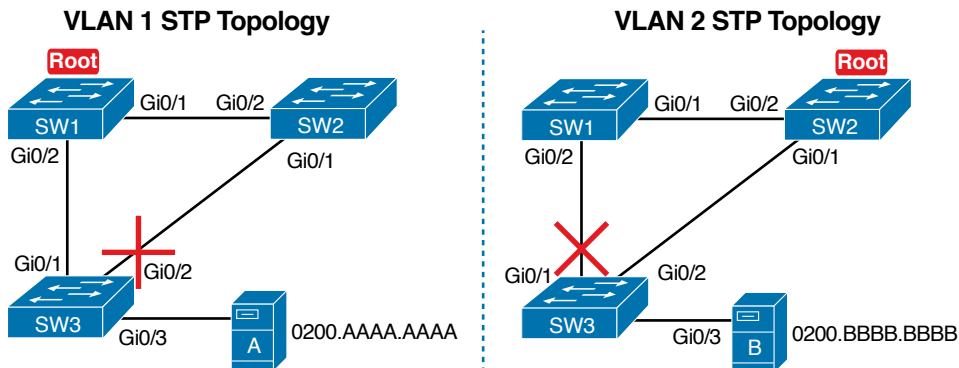 VLAN 1 STP Topology
Root
Gi0/1
Gi0/2
SW1
SW2
Gi0/2
Gi0/1
Gi0/1
Gi0/2
SW3
Gi0/3
A
0200.AAAA.AAAA
VLAN 2 STP Topology
Root
Gi0/1
Gi0/2
SW1
SW2
Gi0/2
Gi0/1
Gi0/1
Gi0/2
SW3
Gi0/3
B
0200.BBBB.BBBB